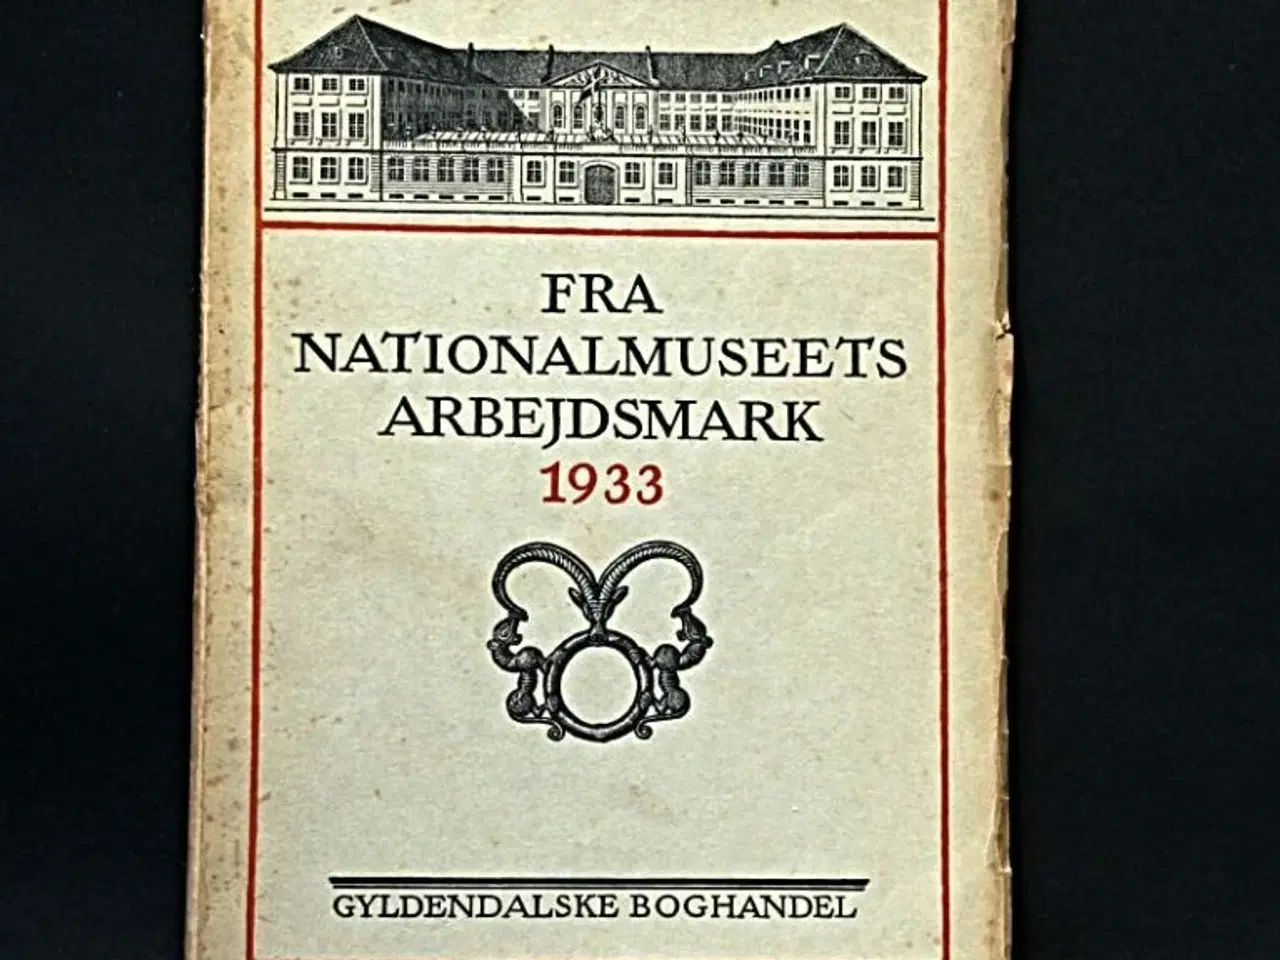 FRA
NATIONALMUSEETS
ARBEJDSMARK
1933
GYLDENDALSKE BOGHANDEL